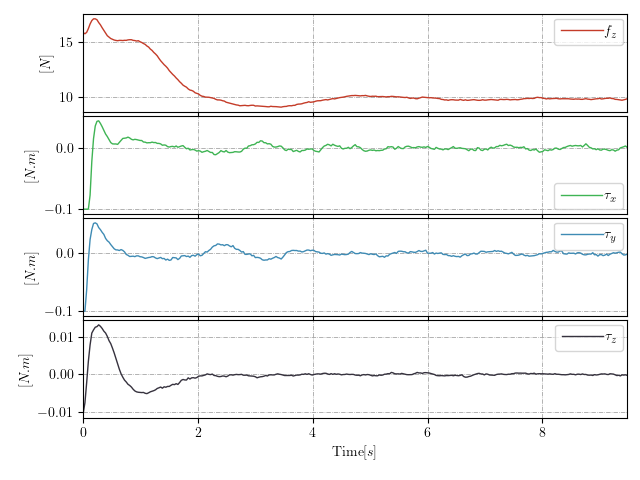 15
10
[N]
f_z
0.0
−0.1
[N.m]
τ_x
0.0
−0.1
[N.m]
τ_y
0.01
0.00
−0.01
[N.m]
τ_z
0 2 4 6 8
Time[s]